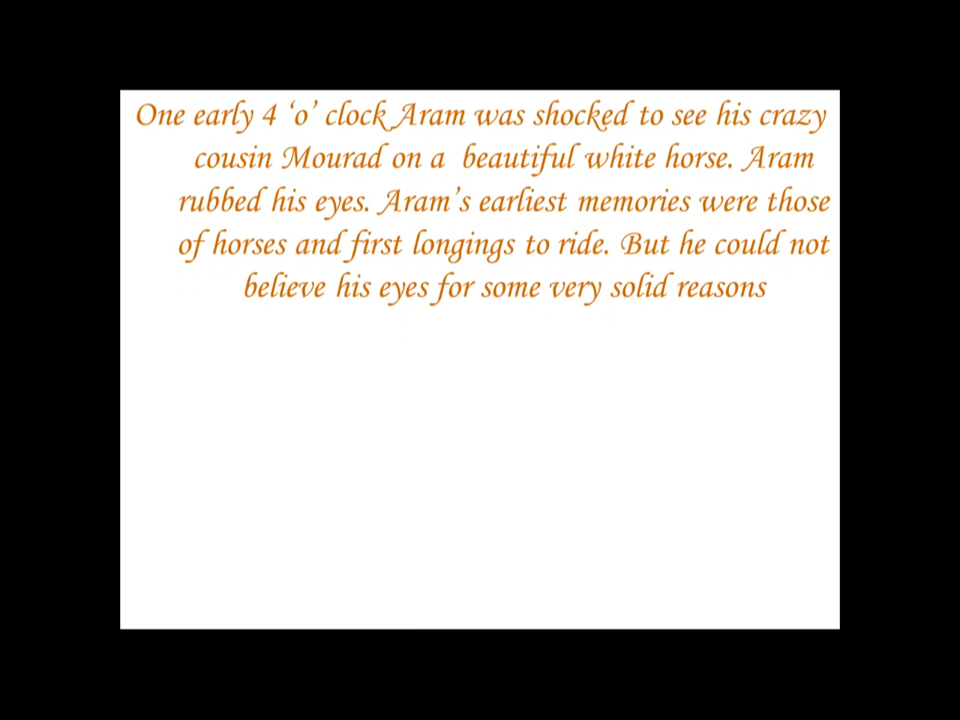 One early 4 ‘o’ clock Aram was shocked to see his crazy
cousin Mourad on a  beautiful white horse. Aram
rubbed his eyes. Aram’s earliest memories were those
of horses and first longings to ride. But he could not
believe his eyes for some very solid reasons